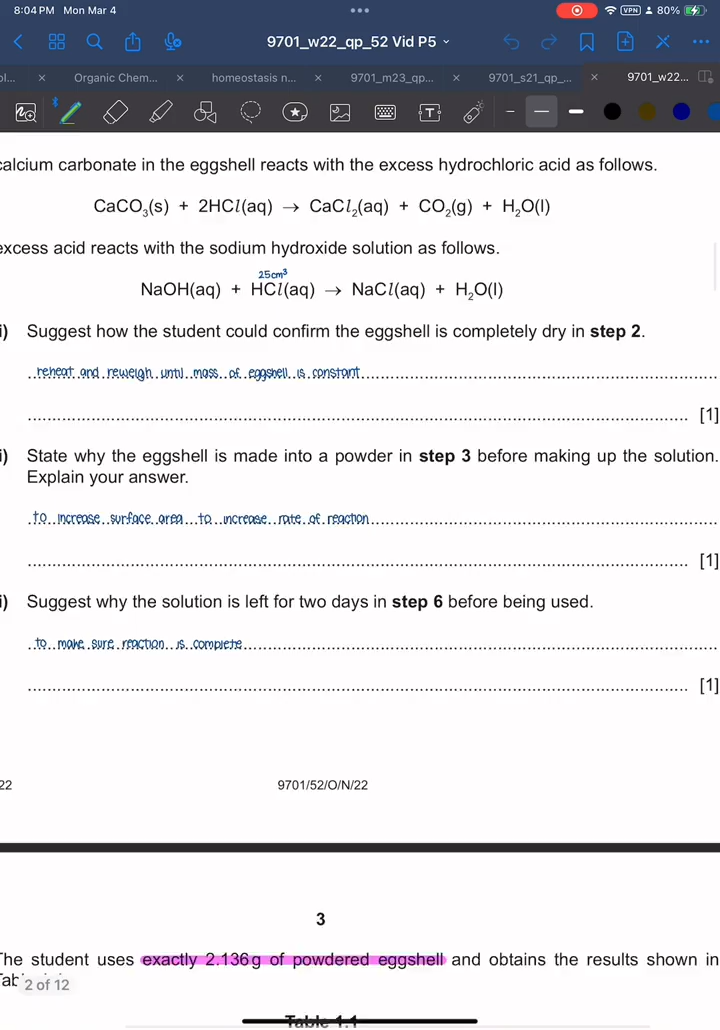 8:04 PM Mon Mar 4
VPN 80%
9701_w22_qp_52 Vid P5
Organic Chem...
homeostasis n...
9701_m23_qp...
9701_s21_qp_...
9701_w22...
calcium carbonate in the eggshell reacts with the excess hydrochloric acid as follows.
CaCO₃(s) + 2HCl(aq) → CaCl₂(aq) + CO₂(g) + H₂O(l)
excess acid reacts with the sodium hydroxide solution as follows.
25cm³
NaOH(aq) + HCl(aq) → NaCl(aq) + H₂O(l)
i) Suggest how the student could confirm the eggshell is completely dry in step 2.
reheat and reweigh until mass of eggshell is constant
[1]
i) State why the eggshell is made into a powder in step 3 before making up the solution.
Explain your answer.
to increase surface area to increase rate of reaction
[1]
i) Suggest why the solution is left for two days in step 6 before being used.
to make sure reaction is complete
[1]
22
9701/52/O/N/22
3
The student uses exactly 2.136 g of powdered eggshell and obtains the results shown in
2 of 12
Table 1.1